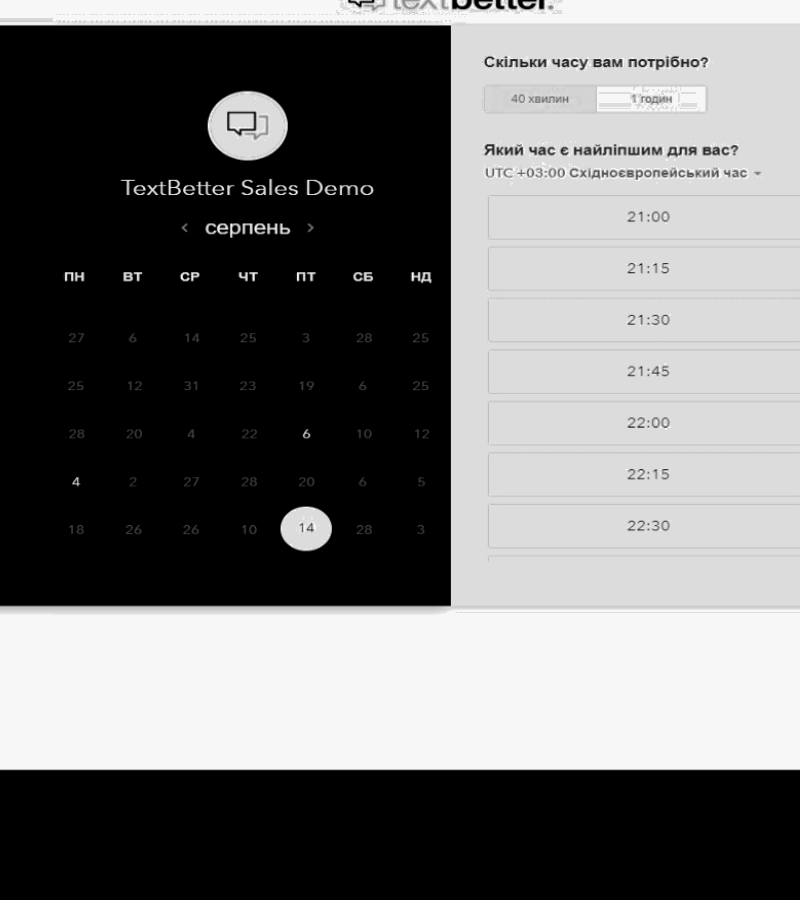 textbetter.
TextBetter Sales Demo
‹ серпень ›
ПН ВТ СР ЧТ ПТ СБ НД
27 6 14 25 3 28 25
25 12 31 23 19 6 25
28 20 4 22 6 10 12
4 2 27 28 20 6 5
18 26 26 10 14 28 3
Скільки часу вам потрібно?
40 хвилин 1 годин
Який час є найліпшим для вас?
UTC +03:00 Східноєвропейський час
21:00
21:15
21:30
21:45
22:00
22:15
22:30